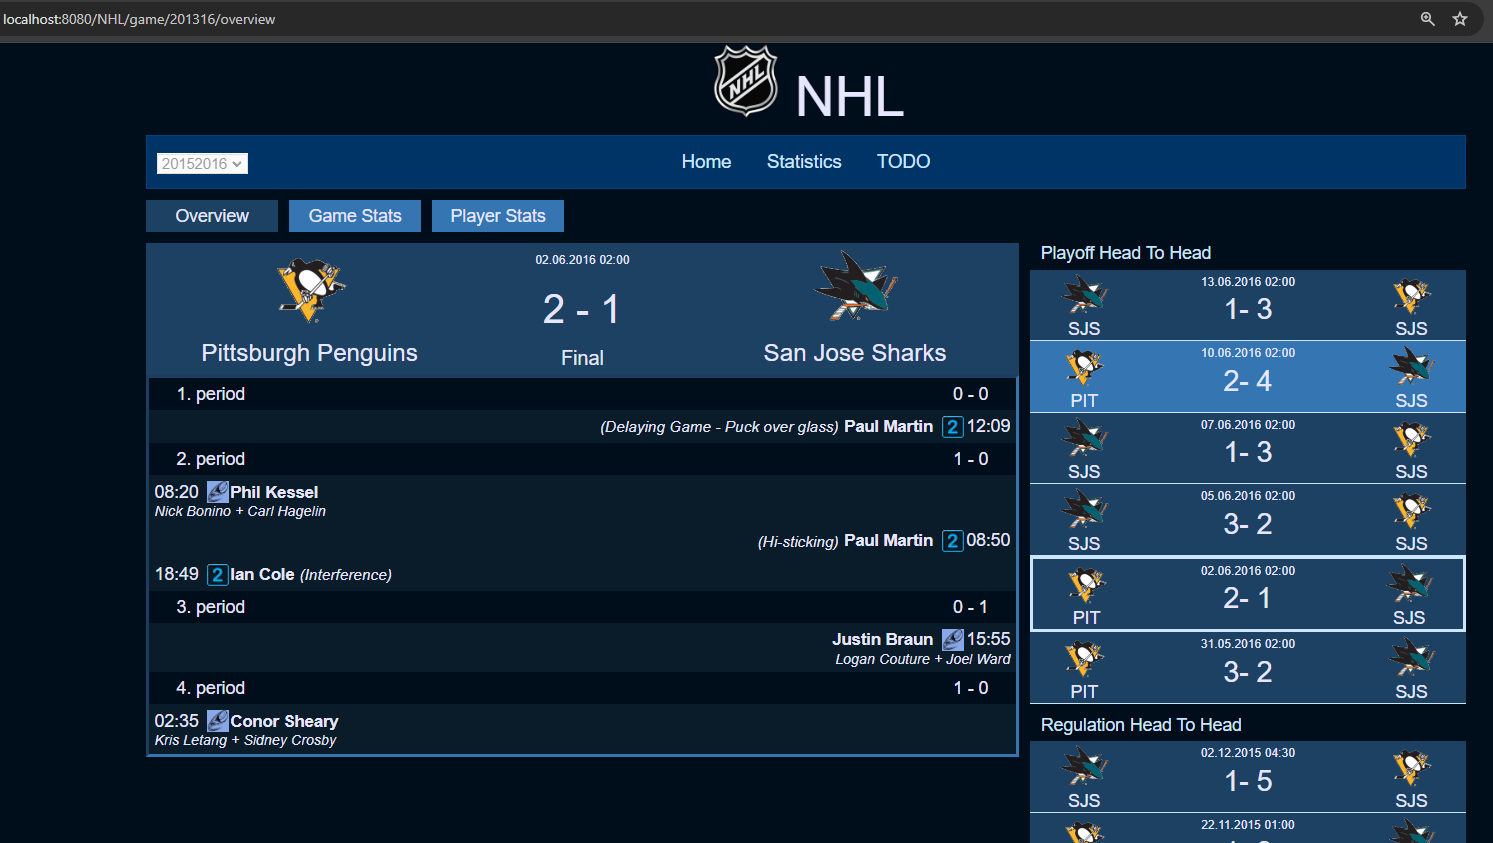 localhost:8080/NHL/game/201316/overview
NHL NHL
20152016 Home Statistics TODO
Overview Game Stats Player Stats
02.06.2016 02:00
2 - 1
Pittsburgh Penguins Final San Jose Sharks
1. period 0 - 0
(Delaying Game - Puck over glass) Paul Martin 2 12:09
2. period 1 - 0
08:20 Phil Kessel
Nick Bonino + Carl Hagelin
(Hi-sticking) Paul Martin 2 08:50
18:49 2 Ian Cole (Interference)
3. period 0 - 1
Justin Braun 15:55
Logan Couture + Joel Ward
4. period 1 - 0
02:35 Conor Sheary
Kris Letang + Sidney Crosby
Playoff Head To Head
13.06.2016 02:00
1- 3
SJS SJS
10.06.2016 02:00
2- 4
PIT SJS
07.06.2016 02:00
1- 3
SJS SJS
05.06.2016 02:00
3- 2
SJS SJS
02.06.2016 02:00
2- 1
PIT SJS
31.05.2016 02:00
3- 2
PIT SJS
Regulation Head To Head
02.12.2015 04:30
1- 5
SJS SJS
22.11.2015 01:00